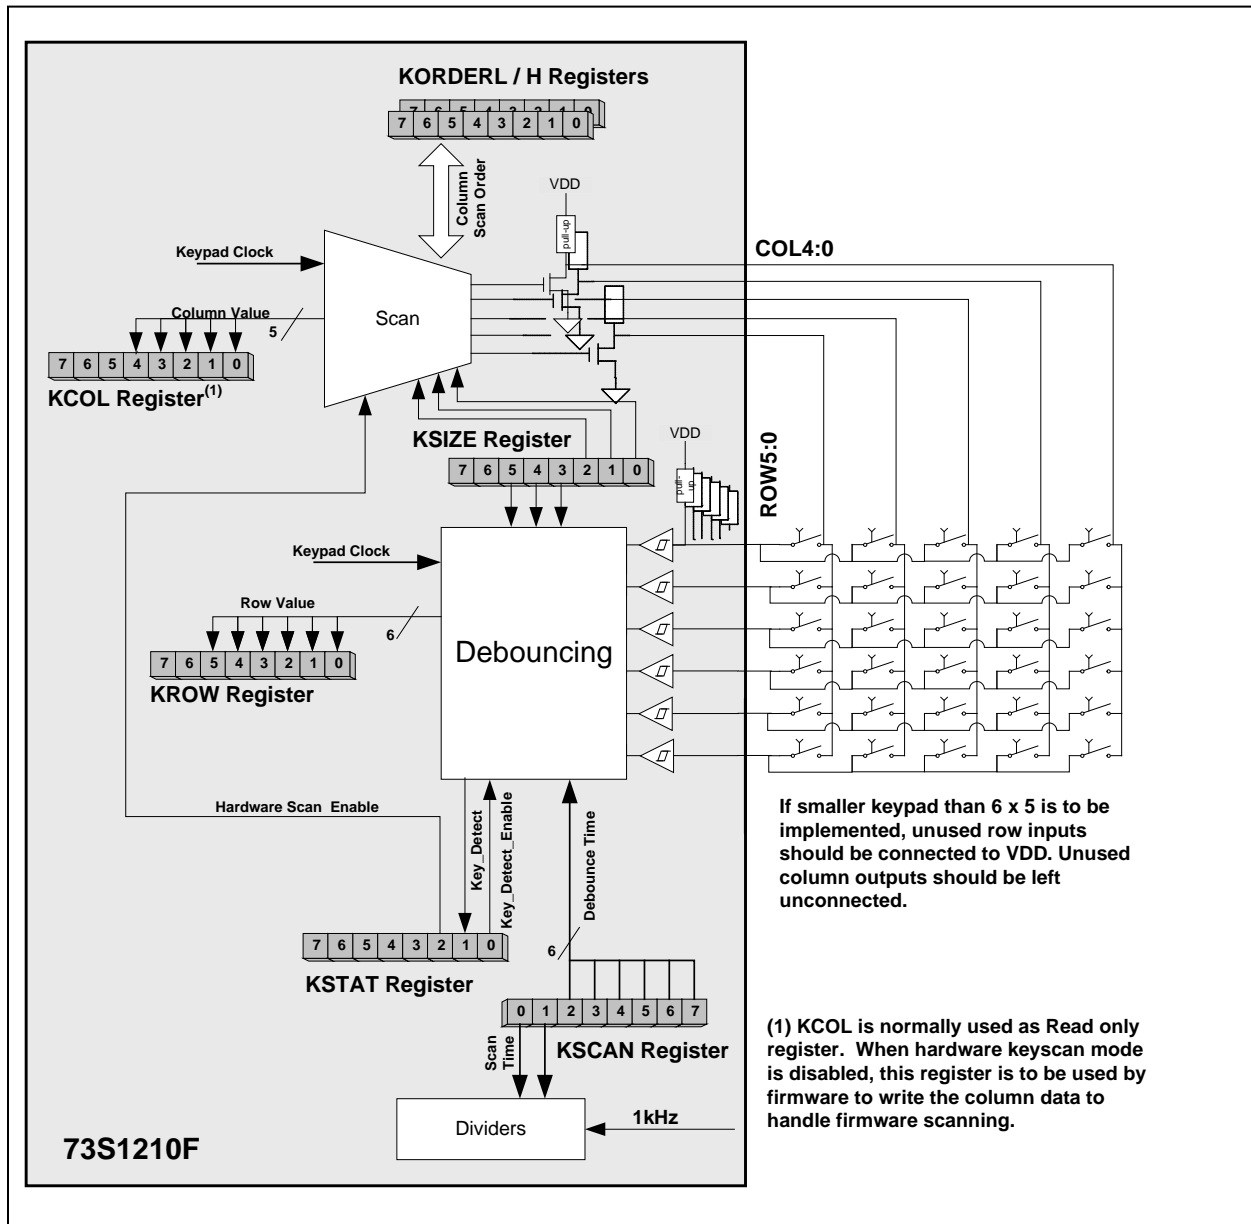 KORDERL / H Registers
7 6 5 4 3 2 1 0
7 6 5 4 3 2 1 0
Column
Scan Order
VDD
pull-up
COL4:0
Keypad Clock
Scan
Column Value
5
7 6 5 4 3 2 1 0
KCOL Register(1)
KSIZE Register
7 6 5 4 3 2 1 0
VDD
pull-
up
ROW5:0
Keypad Clock
Row Value
6
7 6 5 4 3 2 1 0
KROW Register
Debouncing
Hardware Scan Enable
Key_Detect
Key_Detect_Enable
Debounce Time
6
7 6 5 4 3 2 1 0
KSTAT Register
0 1 2 3 4 5 6 7
KSCAN Register
Scan
Time
Dividers
1kHz
73S1210F
If smaller keypad than 6 x 5 is to be
implemented, unused row inputs
should be connected to VDD. Unused
column outputs should be left
unconnected.
(1) KCOL is normally used as Read only
register. When hardware keyscan mode
is disabled, this register is to be used by
firmware to write the column data to
handle firmware scanning.